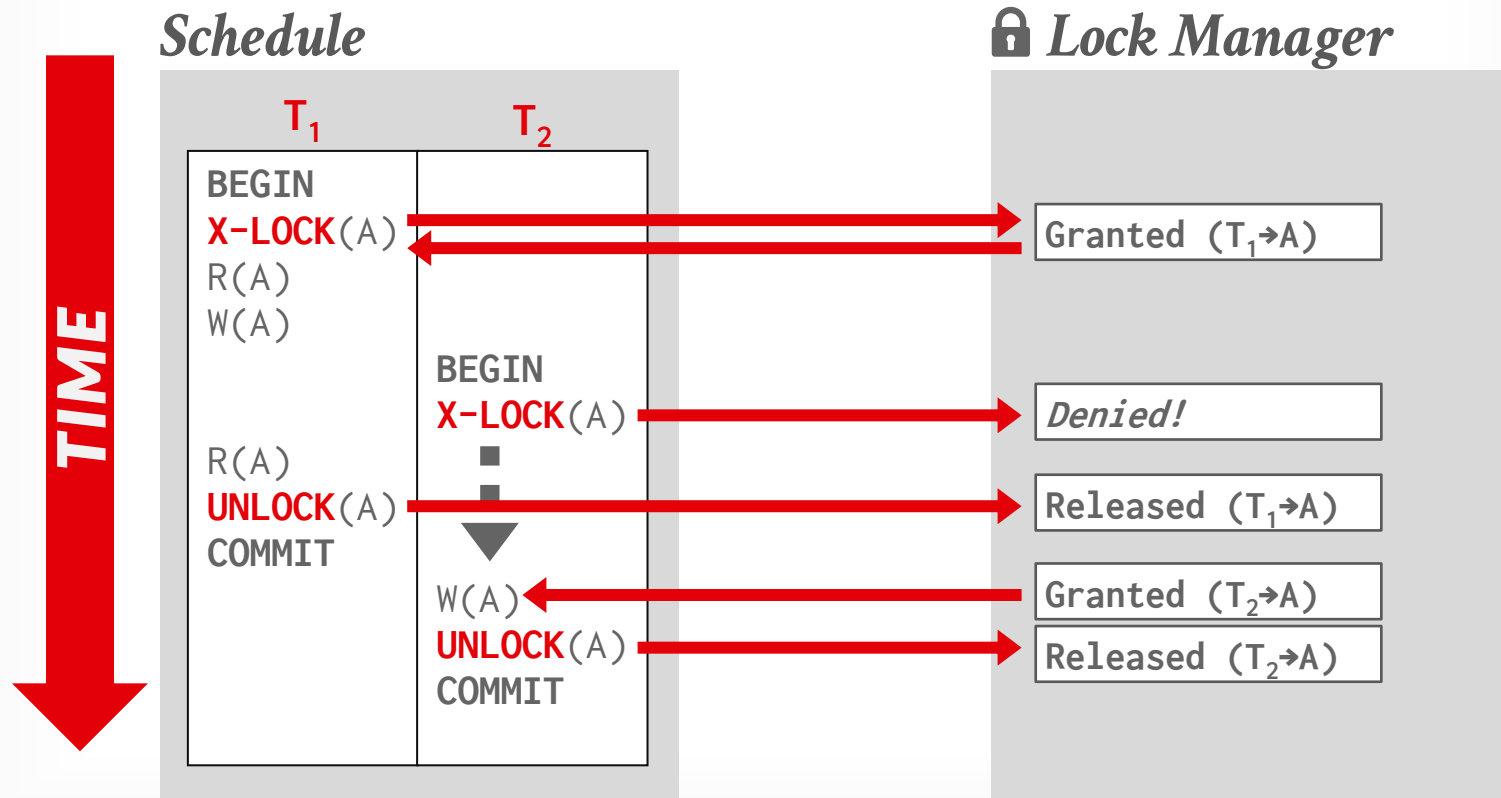 Schedule
Lock Manager
TIME
T1
T2
BEGIN
X-LOCK(A)
Granted (T1→A)
R(A)
W(A)
BEGIN
X-LOCK(A)
Denied!
R(A)
UNLOCK(A)
Released (T1→A)
COMMIT
W(A)
Granted (T2→A)
UNLOCK(A)
Released (T2→A)
COMMIT